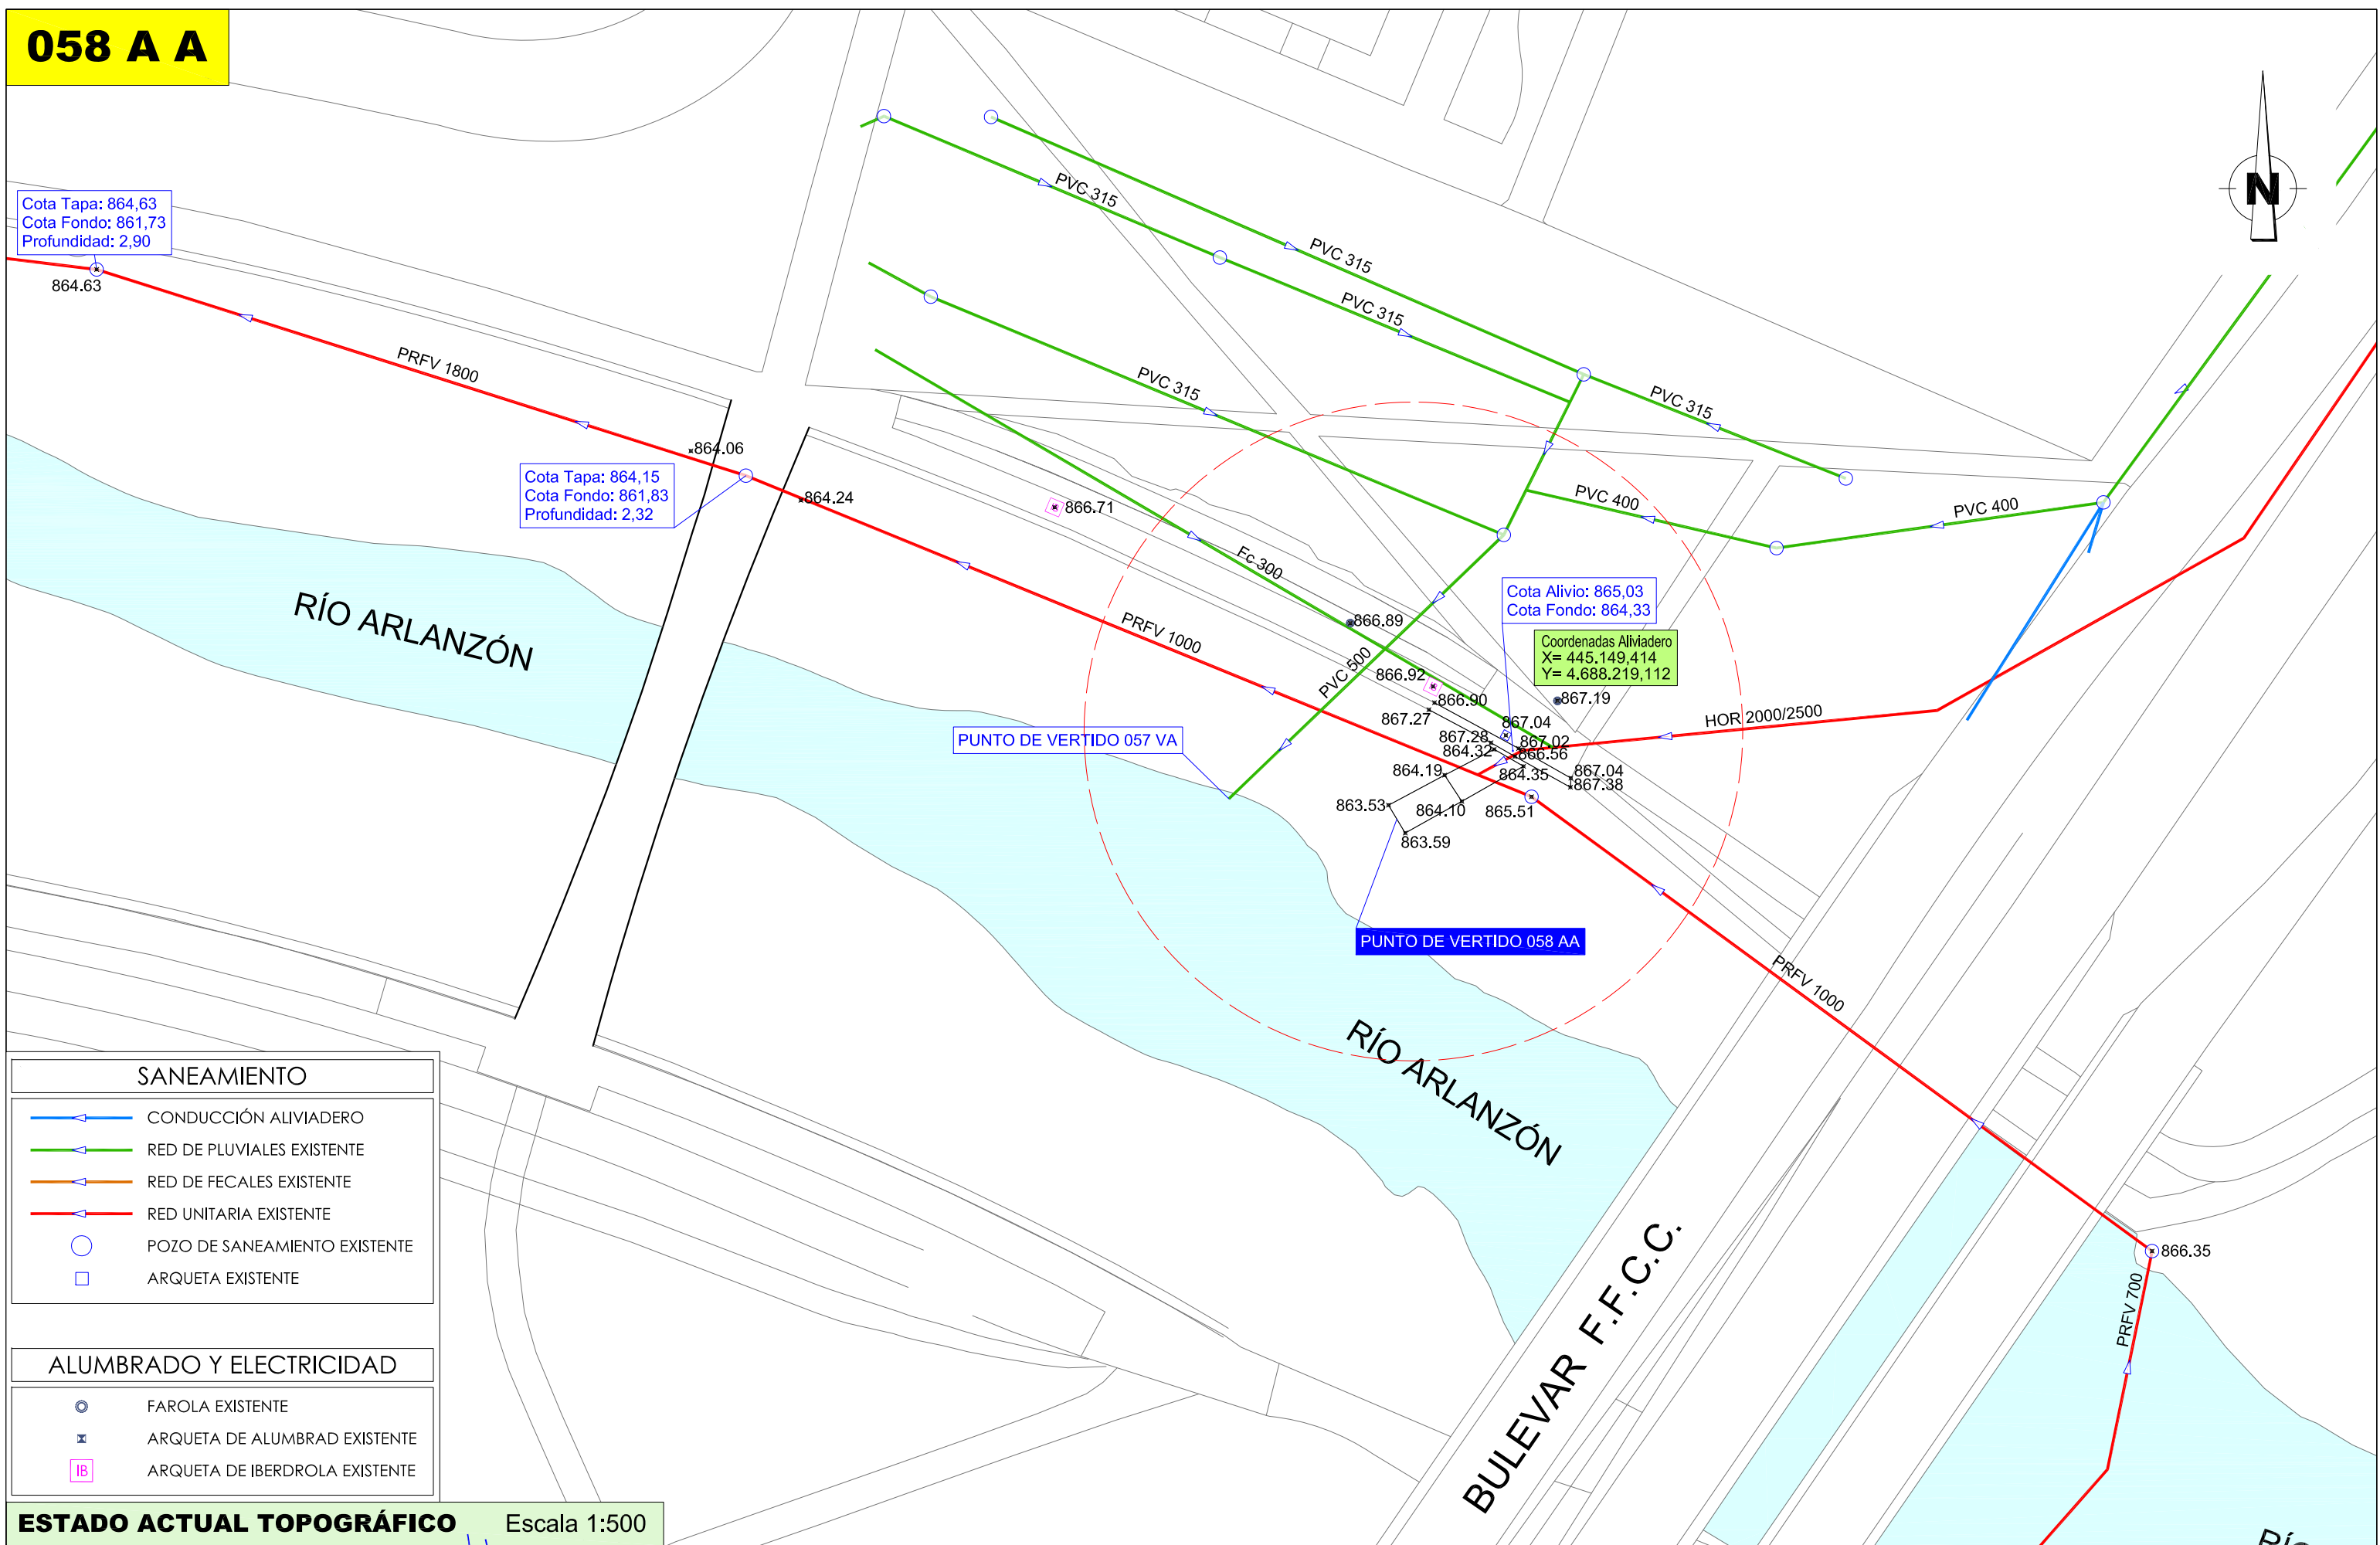 058 A A
N
Cota Tapa: 864,63
Cota Fondo: 861,73
Profundidad: 2,90
864.63
PVC 315
PVC 315
PVC 315
PVC 315
PVC 315
PRFV 1800
864.06
Cota Tapa: 864,15
Cota Fondo: 861,83
Profundidad: 2,32
864.24
866.71
PVC 400
PVC 400
Ec 300
RÍO ARLANZÓN
PRFV 1000
866.89
Cota Alivio: 865,03
Cota Fondo: 864,33
Coordenadas Aliviadero
X= 445.149,414
Y= 4.688.219,112
PVC 500
866.92
866.90
867.19
867.27
867.04
HOR 2000/2500
PUNTO DE VERTIDO 057 VA
867.28
867.02
864.32
866.56
864.19
864.35
867.04
867.38
863.53
864.10
865.51
863.59
PUNTO DE VERTIDO 058 AA
PRFV 1000
RÍO ARLANZÓN
866.35
PRFV 700
BULEVAR F.F.C.C.
SANEAMIENTO
CONDUCCIÓN ALIVIADERO
RED DE PLUVIALES EXISTENTE
RED DE FECALES EXISTENTE
RED UNITARIA EXISTENTE
POZO DE SANEAMIENTO EXISTENTE
ARQUETA EXISTENTE
ALUMBRADO Y ELECTRICIDAD
FAROLA EXISTENTE
ARQUETA DE ALUMBRAD EXISTENTE
IB ARQUETA DE IBERDROLA EXISTENTE
ESTADO ACTUAL TOPOGRÁFICO Escala 1:500